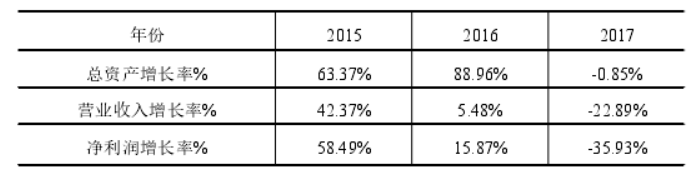 年份 2015 2016 2017
总资产增长率% 63.37% 88.96% -0.85%
营业收入增长率% 42.37% 5.48% -22.89%
净利润增长率% 58.49% 15.87% -35.93%